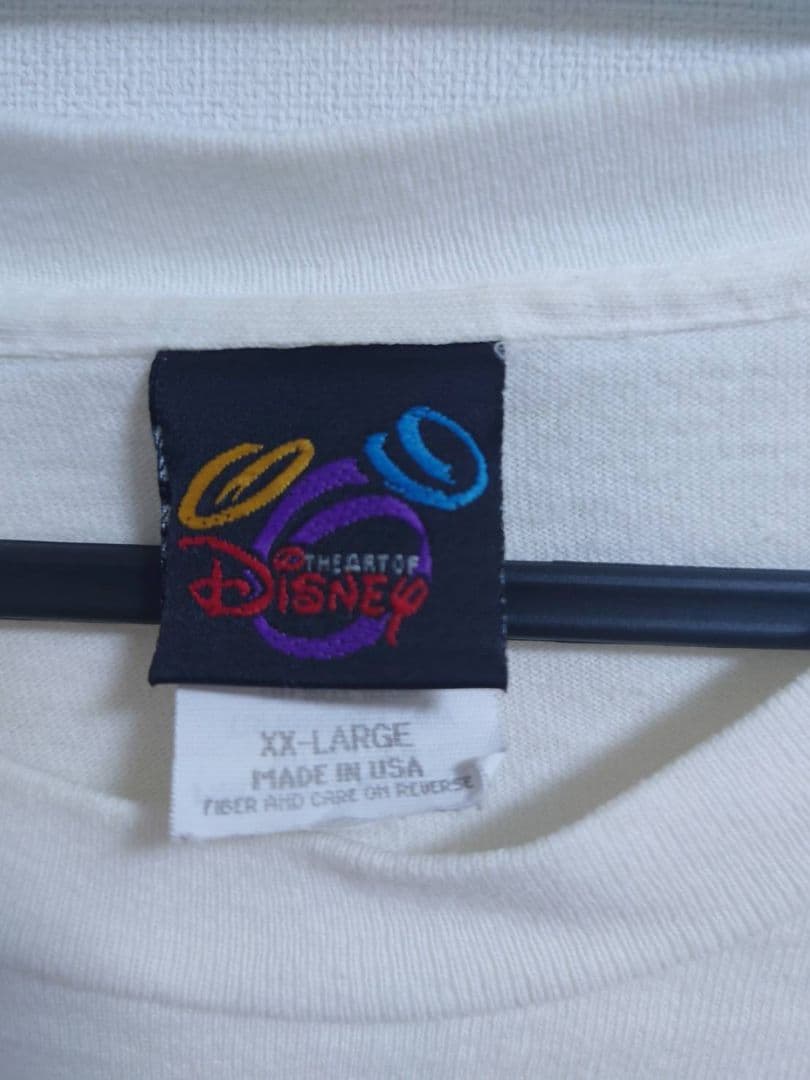 THE ART OF
DISNEY
XX-LARGE
MADE IN USA
FIBER AND CARE ON REVERSE